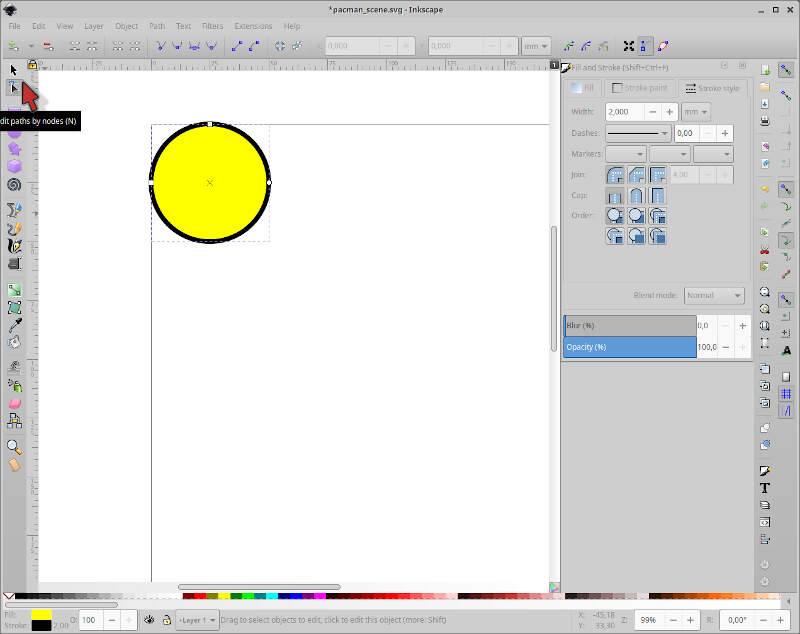 *pacman_scene.svg - Inkscape
File Edit View Layer Object Path Text Filters Extensions Help
0,000 0,000 mm
1
Fill and Stroke (Shift+Ctrl+F)
Fill Stroke paint Stroke style
Width: 2,000 mm
Dashes: 0,00
Markers:
Join: 4,00
Cap:
Order:
dit paths by nodes (N)
Blend mode: Normal
Blur (%) 0,0
Opacity (%) 100,0
Fill: O: 100 Layer 1 Drag to select objects to edit, click to edit this object (more: Shift) X: -45,18 Z: 99% R: 0,00°
Stroke: 2,00 Y: 33,30